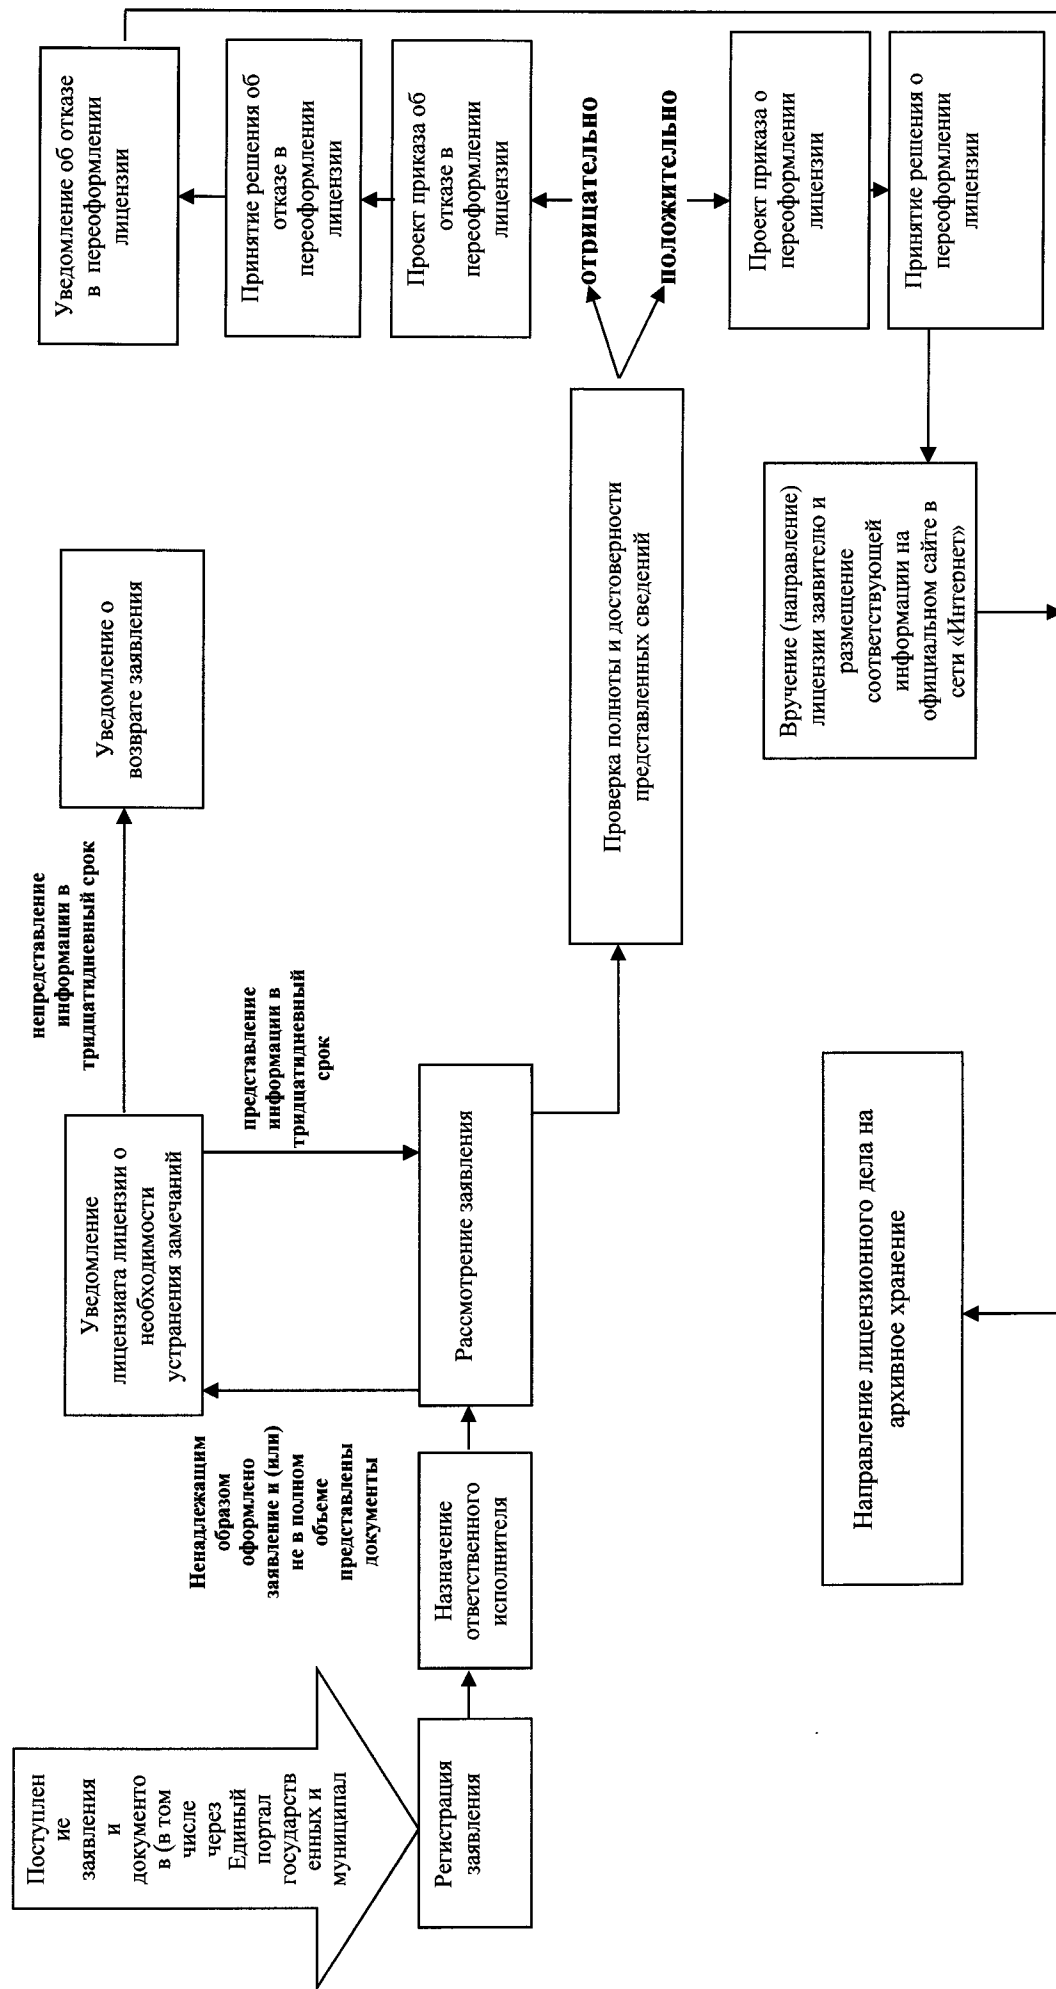 Поступлен
ие
заявления
и
документо
в (в том
числе
через
Единый
портал
государств
енных и
муниципал
Регистрация
заявления
Назначение
ответственного
исполнителя
Рассмотрение заявления
Ненадлежащим
образом
оформлено
заявление и (или)
не в полном
объеме
представлены
документы
Уведомление
лицензиата лицензии о
необходимости
устранения замечаний
представление
информации в
тридцатидневный
срок
непредставление
информации в
тридцатидневный срок
Уведомление о
возврате заявления
Проверка полноты и достоверности
представленных сведений
отрицательно
положительно
Проект приказа об
отказе в
переоформлении
лицензии
Принятие решения об
отказе в
переоформлении
лицензии
Уведомление об отказе
в переоформлении
лицензии
Проект приказа о
переоформлении
лицензии
Принятие решения о
переоформлении
лицензии
Вручение (направление)
лицензии заявителю и
размещение
соответствующей
информации на
официальном сайте в
сети «Интернет»
Направление лицензионного дела на
архивное хранение